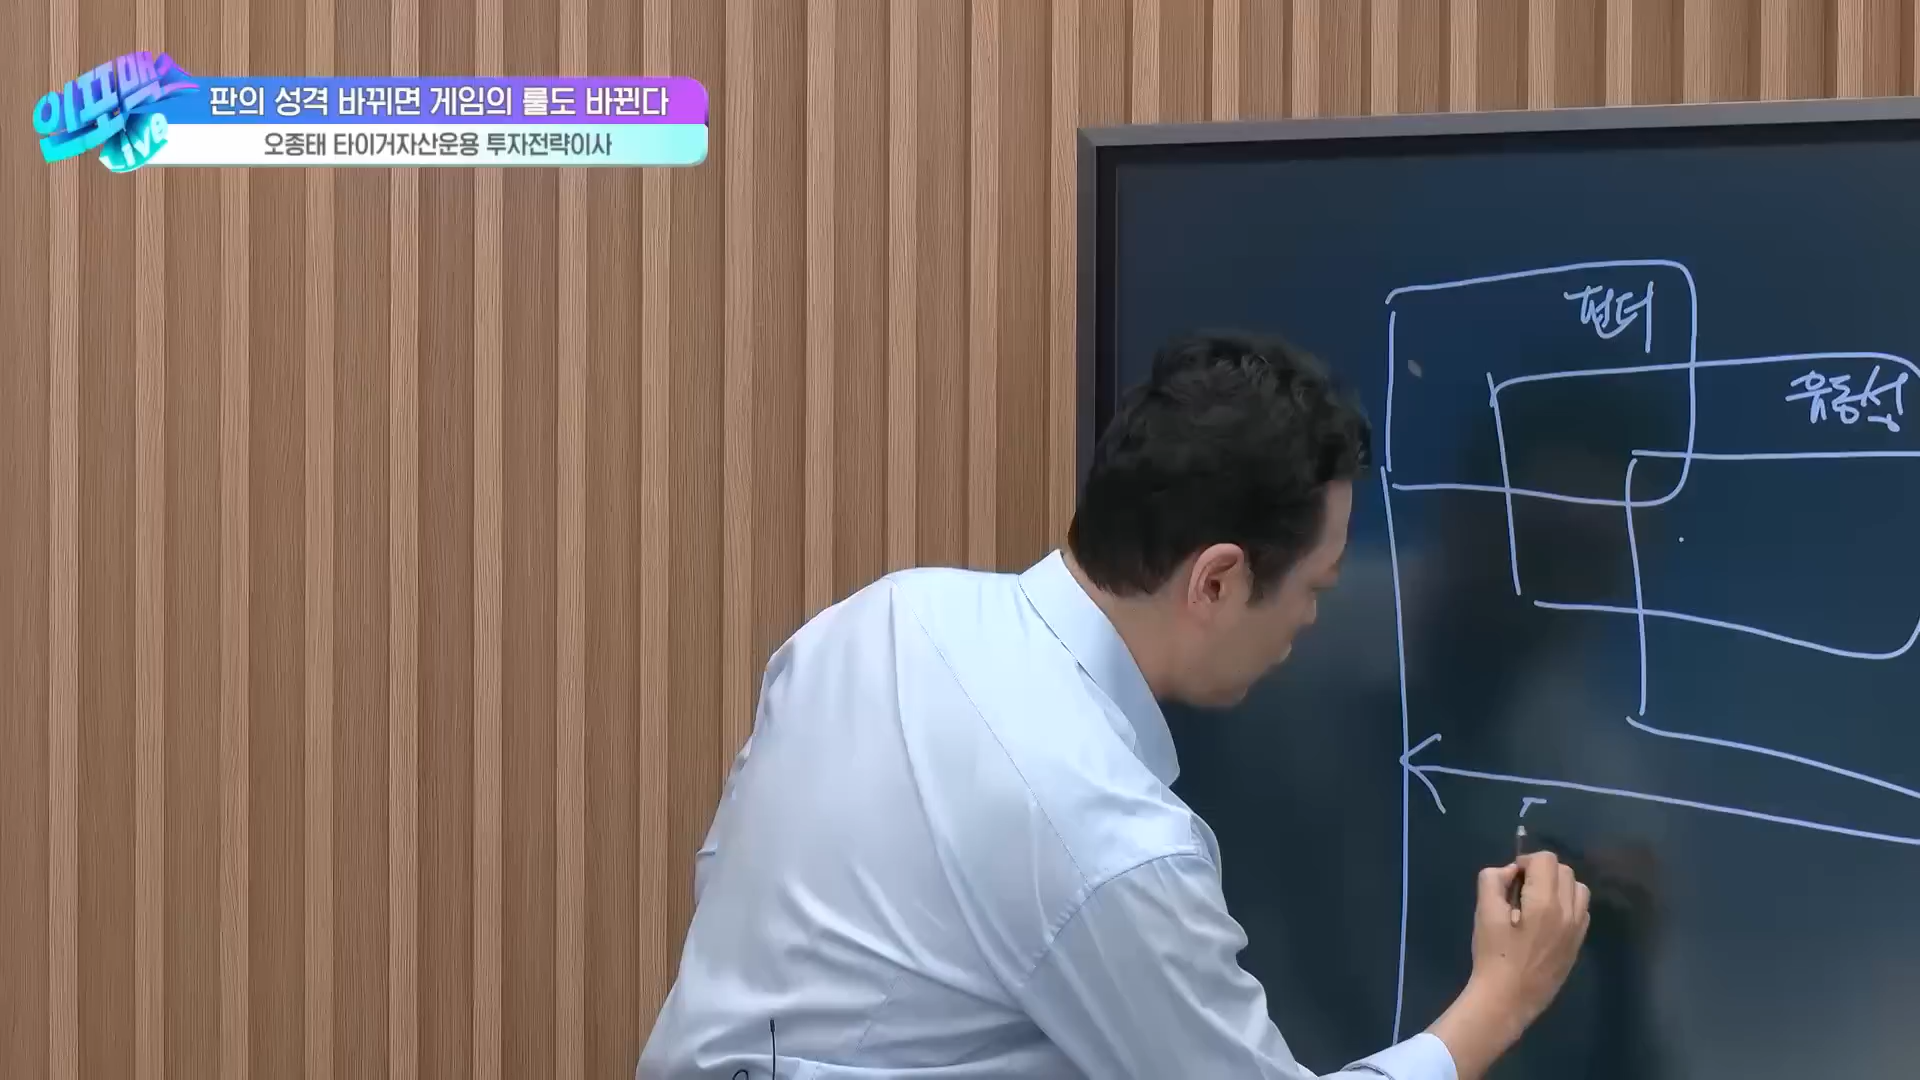 인포맥스
Live
판의 성격 바뀌면 게임의 룰도 바뀐다
오종태 타이거자산운용 투자전략이사
펀더
유동성